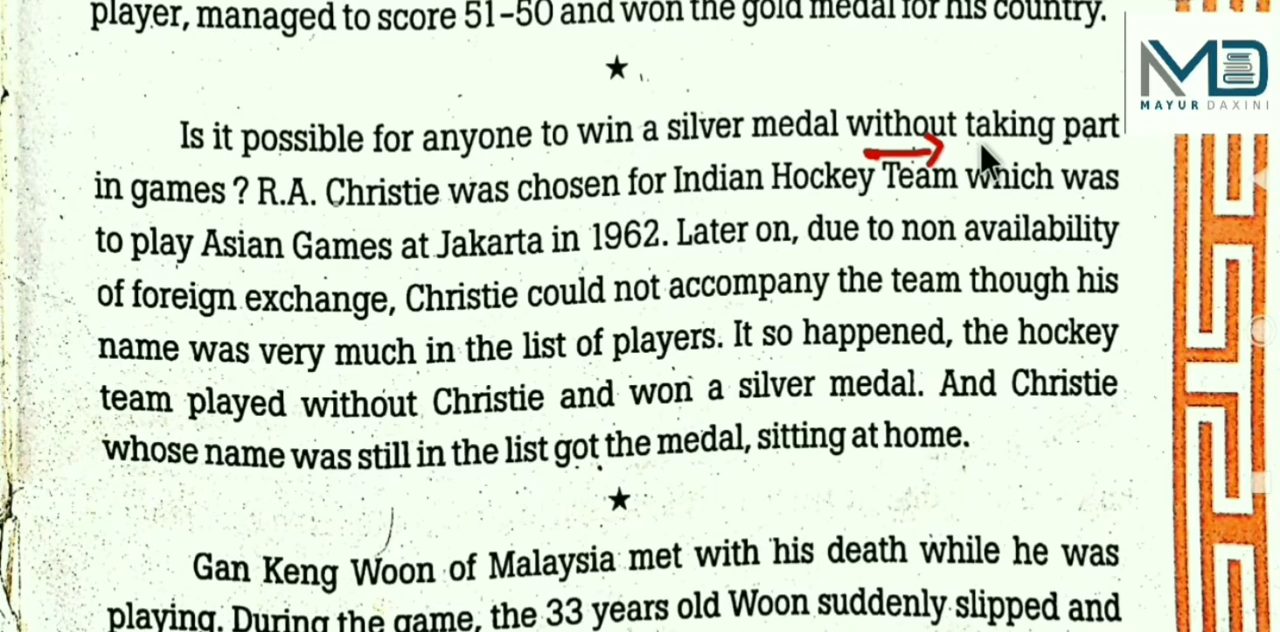 player, managed to score 51–50 and won the gold medal for his country.
MAYUR DAXINI
Is it possible for anyone to win a silver medal without taking part
in games ? R.A. Christie was chosen for Indian Hockey Team which was
to play Asian Games at Jakarta in 1962. Later on, due to non availability
of foreign exchange, Christie could not accompany the team though his
name was very much in the list of players. It so happened, the hockey
team played without Christie and won a silver medal. And Christie
whose name was still in the list got the medal, sitting at home.
Gan Keng Woon of Malaysia met with his death while he was
playing. During the game, the 33 years old Woon suddenly slipped and